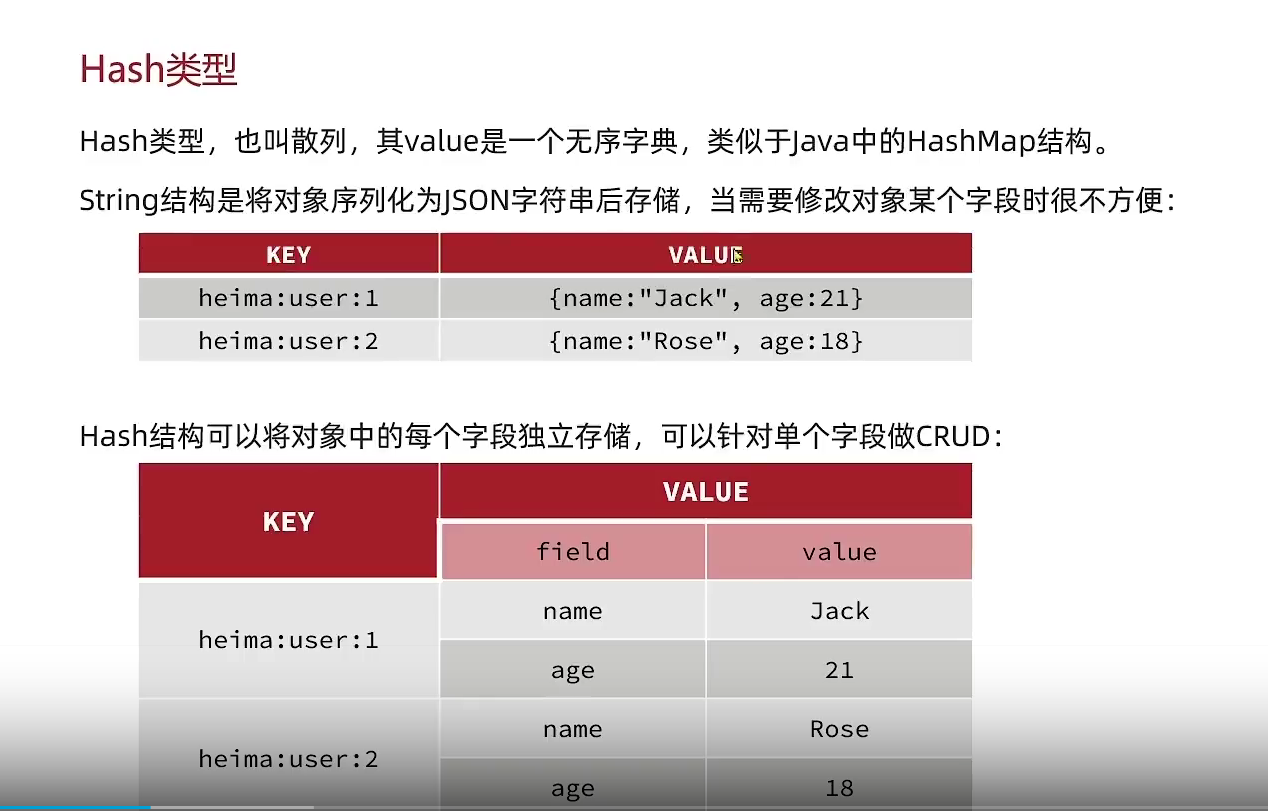 Hash类型
Hash类型，也叫散列，其value是一个无序字典，类似于Java中的HashMap结构。
String结构是将对象序列化为JSON字符串后存储，当需要修改对象某个字段时很不方便：
KEY VALUE
heima:user:1 {name:"Jack", age:21}
heima:user:2 {name:"Rose", age:18}
Hash结构可以将对象中的每个字段独立存储，可以针对单个字段做CRUD：
KEY VALUE
field value
heima:user:1 name Jack
age 21
heima:user:2 name Rose
age 18